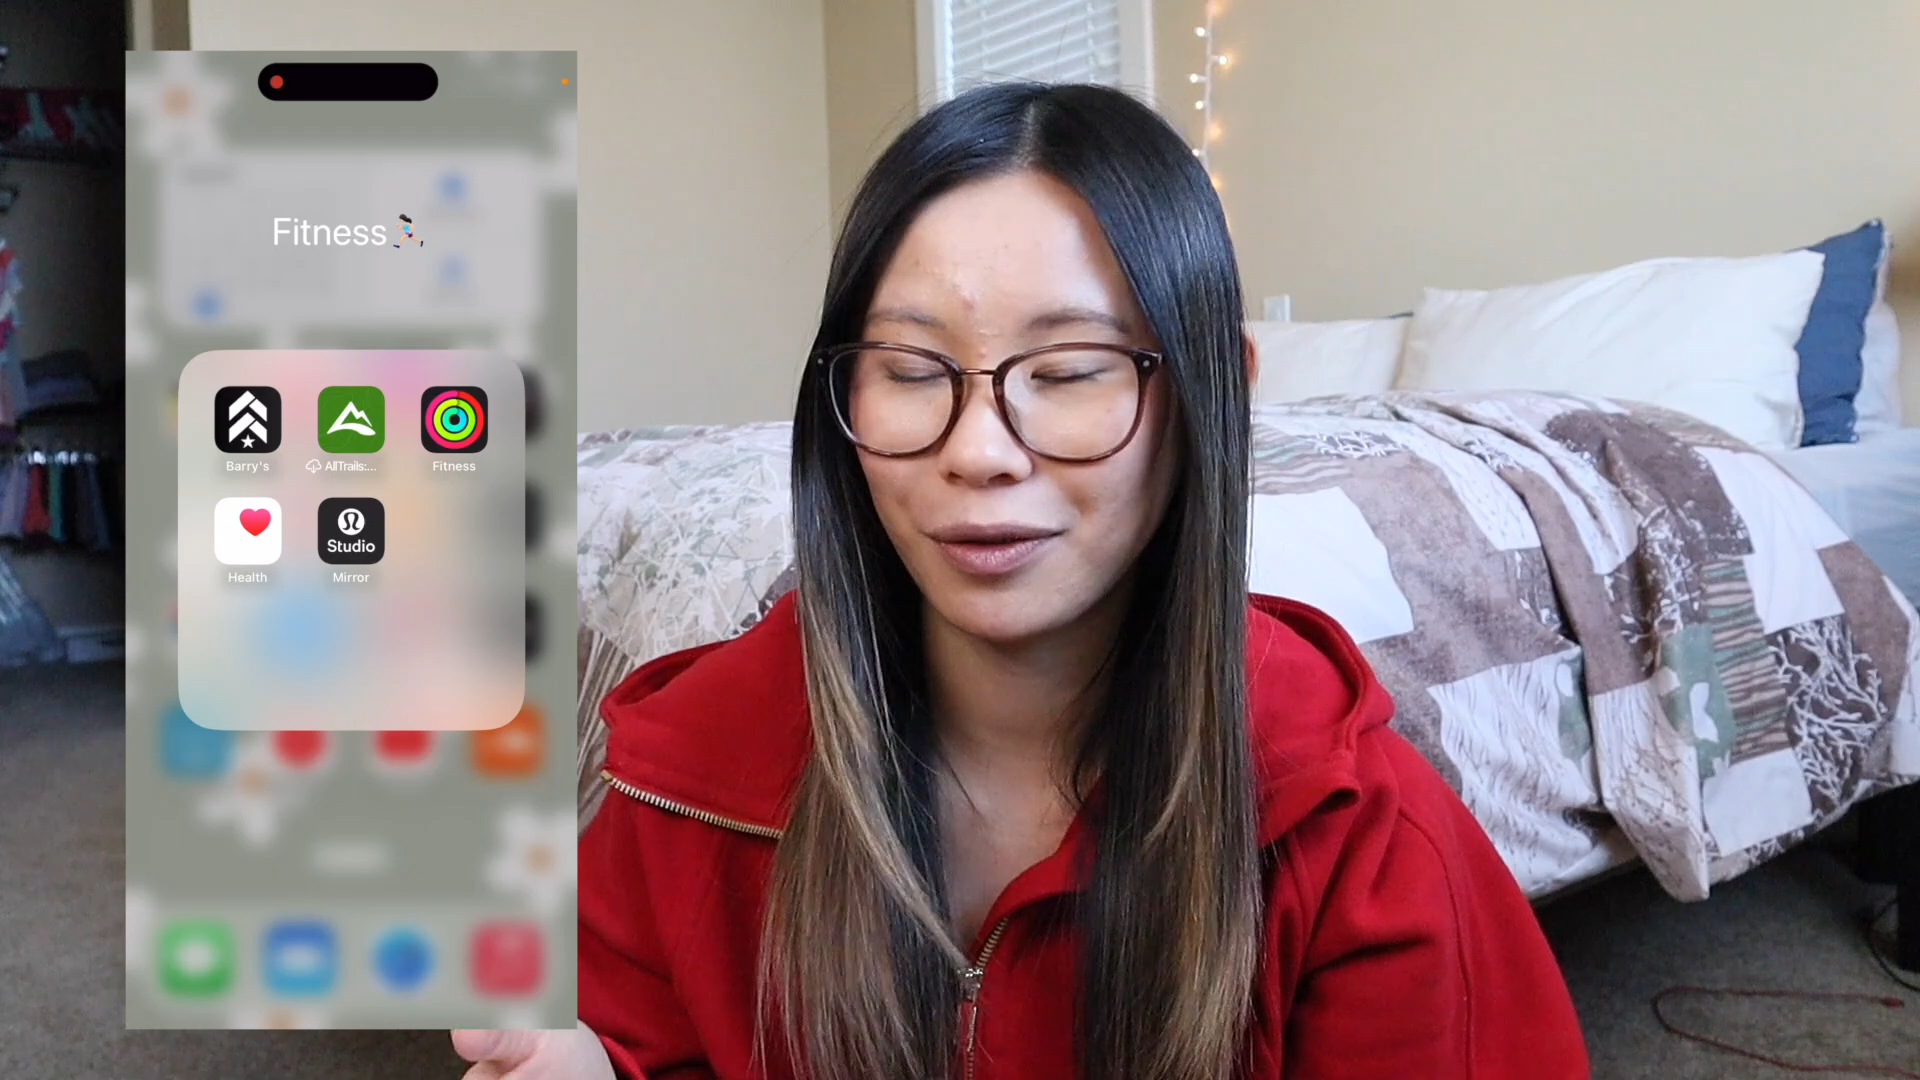 Fitness🏃🏻‍♀️
Barry's
AllTrails:...
Fitness
Studio
Health
Mirror